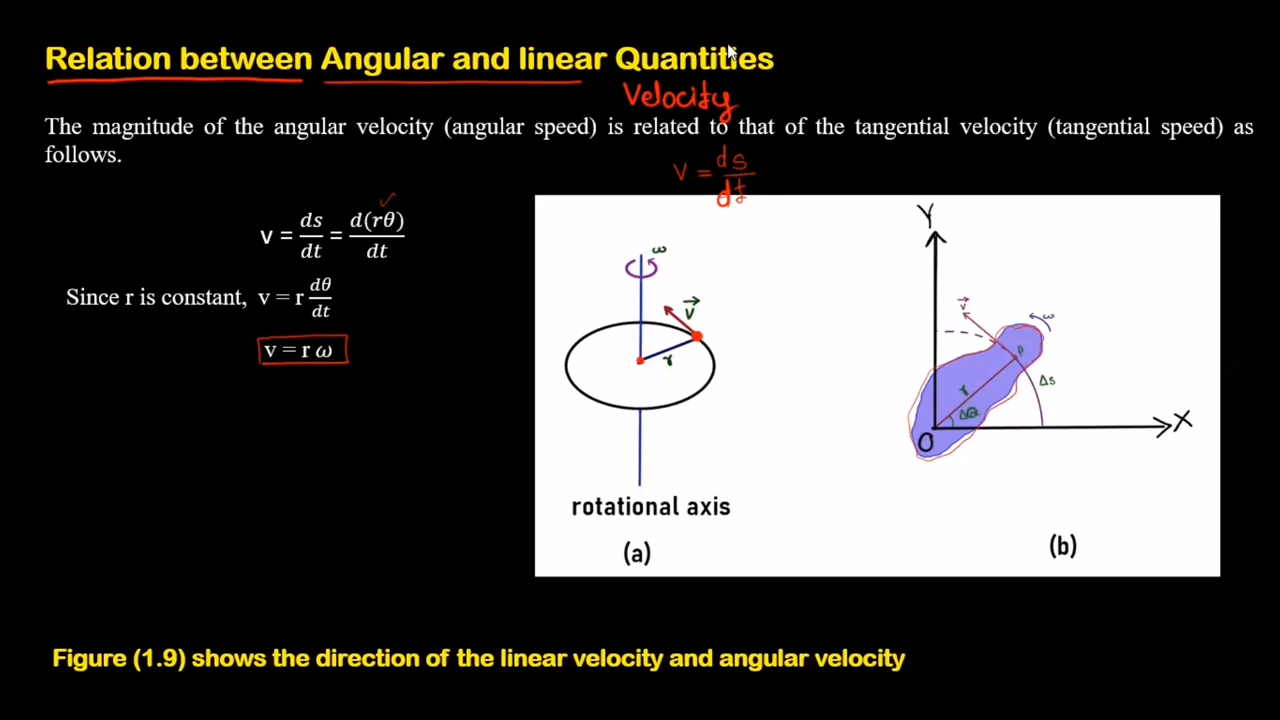 Relation between Angular and linear Quantities
Velocity
The magnitude of the angular velocity (angular speed) is related to that of the tangential velocity (tangential speed) as
follows.
v = ds/dt
v = ds/dt = d(rθ)/dt
Since r is constant, v = r dθ/dt
v = r ω
ω
v
r
rotational axis
(a)
Y
v
ω
P
Δs
r
Δθ
O
X
(b)
Figure (1.9) shows the direction of the linear velocity and angular velocity